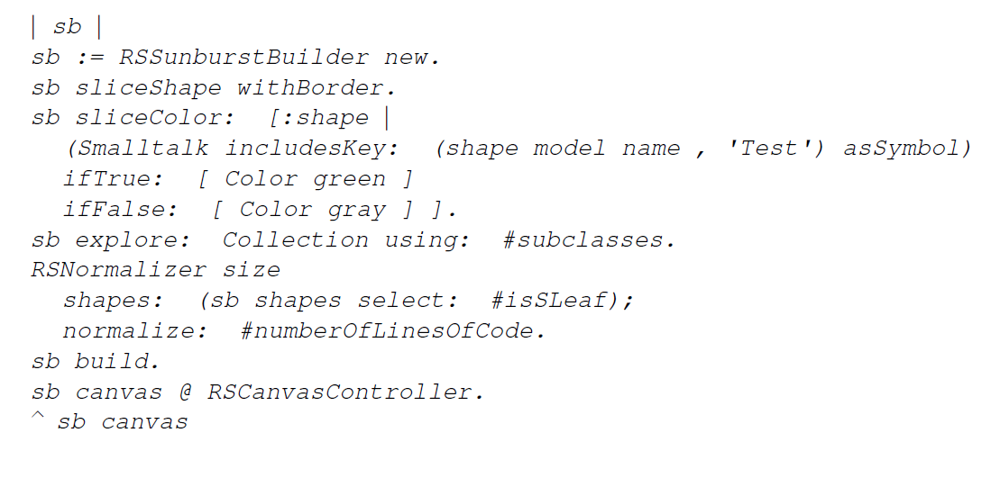 | sb |
sb := RSSunburstBuilder new.
sb sliceShape withBorder.
sb sliceColor: [:shape |
(Smalltalk includesKey: (shape model name , 'Test') asSymbol)
ifTrue: [ Color green ]
ifFalse: [ Color gray ] ].
sb explore: Collection using: #subclasses.
RSNormalizer size
shapes: (sb shapes select: #isSLeaf);
normalize: #numberOfLinesOfCode.
sb build.
sb canvas @ RSCanvasController.
^ sb canvas